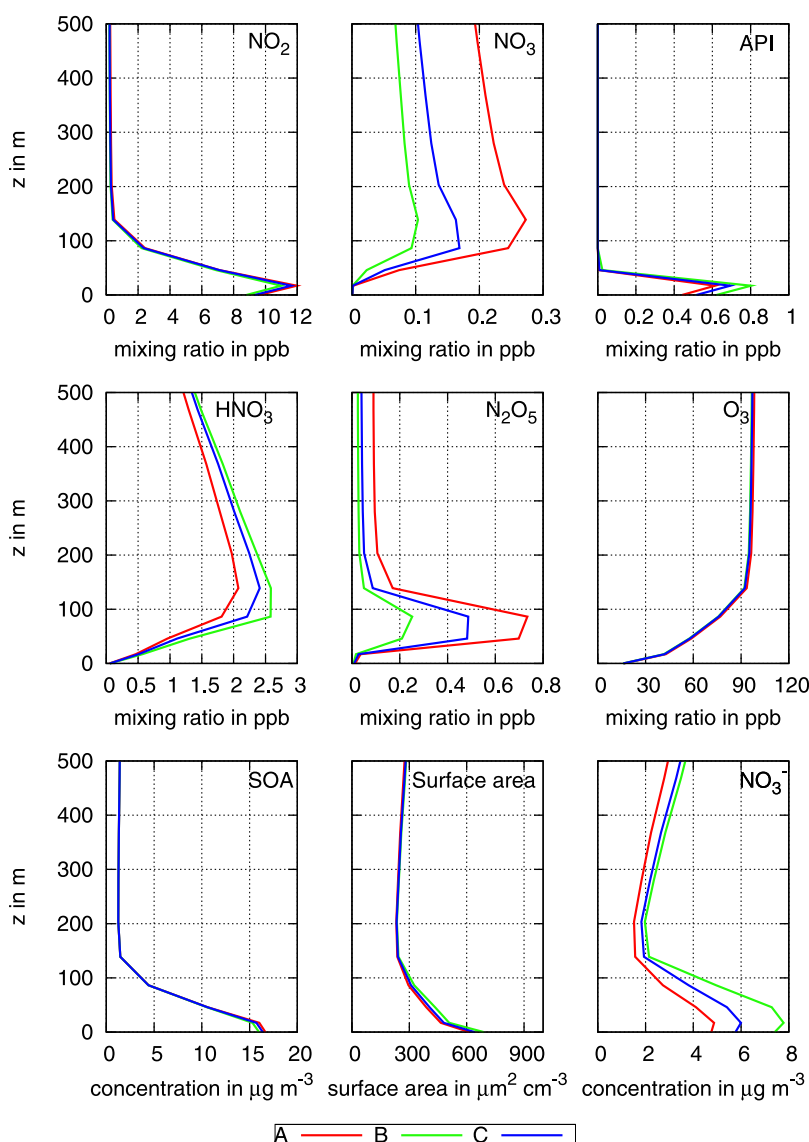 500
400
300
200
100
0
z in m
NO2
0 2 4 6 8 10 12
mixing ratio in ppb
NO3
0 0.1 0.2 0.3
mixing ratio in ppb
API
0 0.2 0.4 0.6 0.8 1
mixing ratio in ppb
500
400
300
200
100
0
z in m
HNO3
0 0.5 1 1.5 2 2.5 3
mixing ratio in ppb
N2O5
0 0.2 0.4 0.6 0.8
mixing ratio in ppb
O3
0 30 60 90 120
mixing ratio in ppb
500
400
300
200
100
0
z in m
SOA
0 5 10 15 20
concentration in μg m-3
Surface area
300 600 900
surface area in μm2 cm-3
NO3-
0 2 4 6 8
concentration in μg m-3
A B C